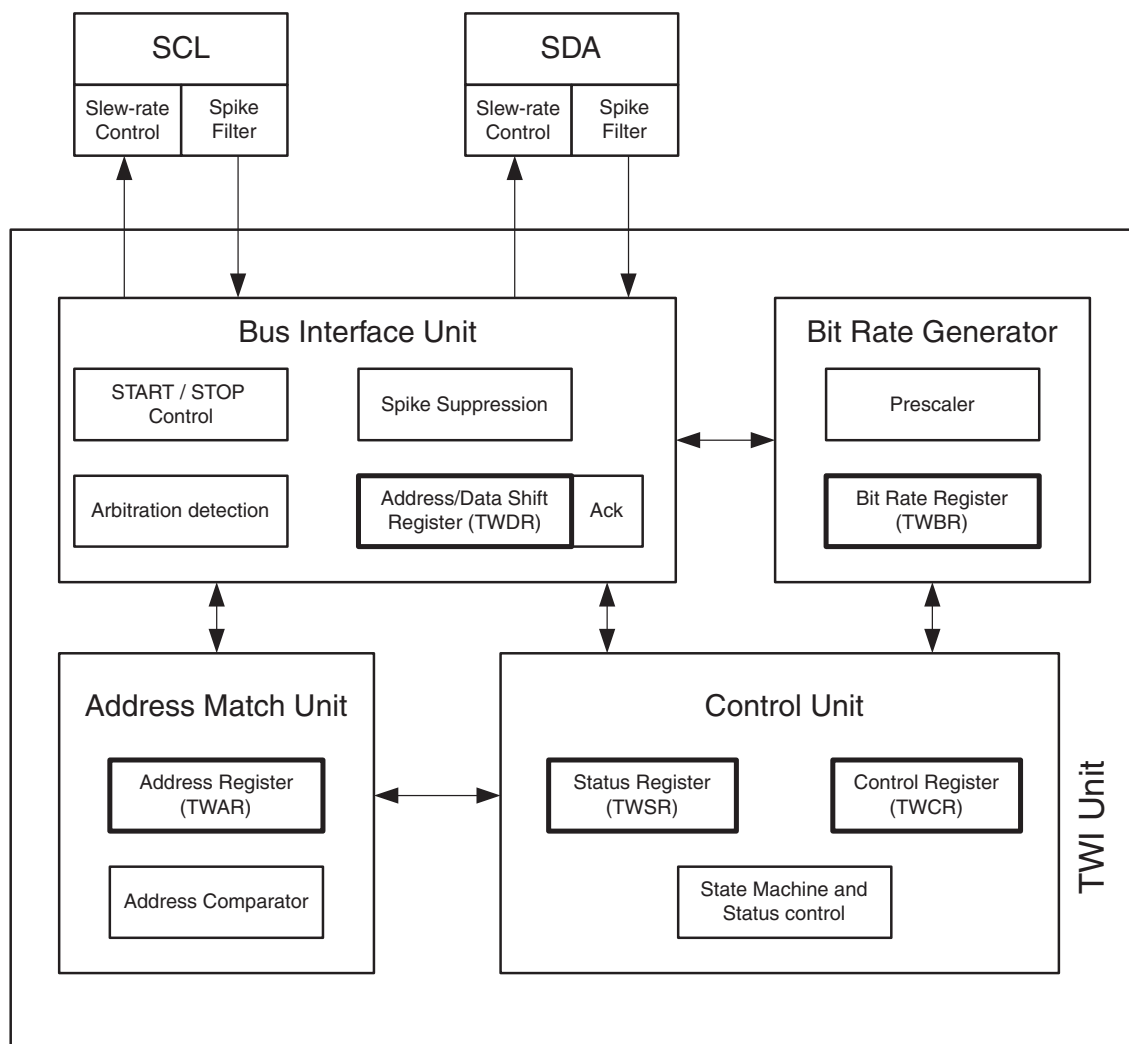 SCL
SDA
Slew-rate
Control
Spike
Filter
Slew-rate
Control
Spike
Filter
Bus Interface Unit
START / STOP
Control
Spike Suppression
Arbitration detection
Address/Data Shift
Register (TWDR)
Ack
Bit Rate Generator
Prescaler
Bit Rate Register
(TWBR)
Address Match Unit
Address Register
(TWAR)
Address Comparator
Control Unit
Status Register
(TWSR)
Control Register
(TWCR)
State Machine and
Status control
TWI Unit